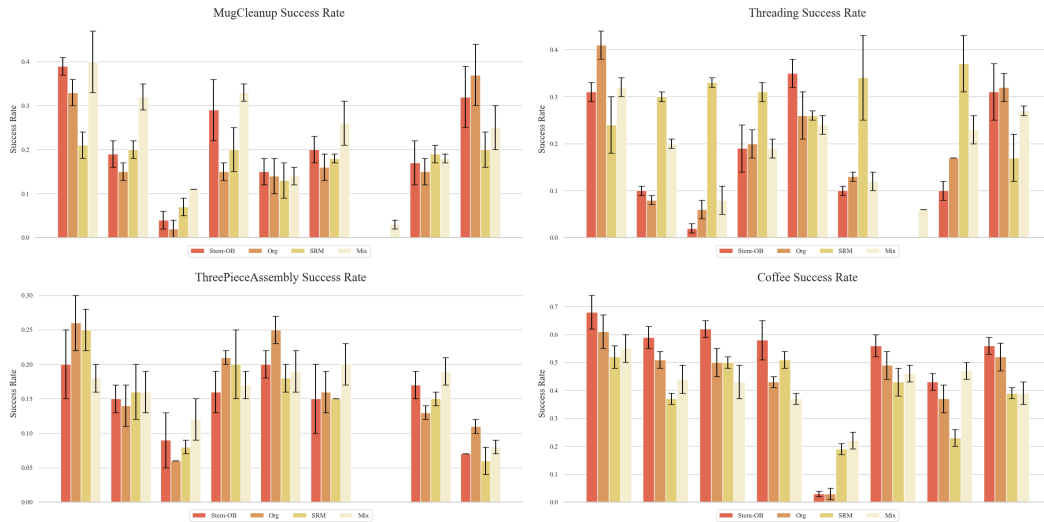 MugCleanup Success Rate
Success Rate
0.4
0.3
0.2
0.1
0.0
Stem-OB Org SRM Mix
Threading Success Rate
Success Rate
0.4
0.3
0.2
0.1
0.0
Stem-OB Org SRM Mix
ThreePieceAssembly Success Rate
Success Rate
0.30
0.25
0.20
0.15
0.10
0.05
0.00
Stem-OB Org SRM Mix
Coffee Success Rate
Success Rate
0.7
0.6
0.5
0.4
0.3
0.2
0.1
0.0
Stem-OB Org SRM Mix